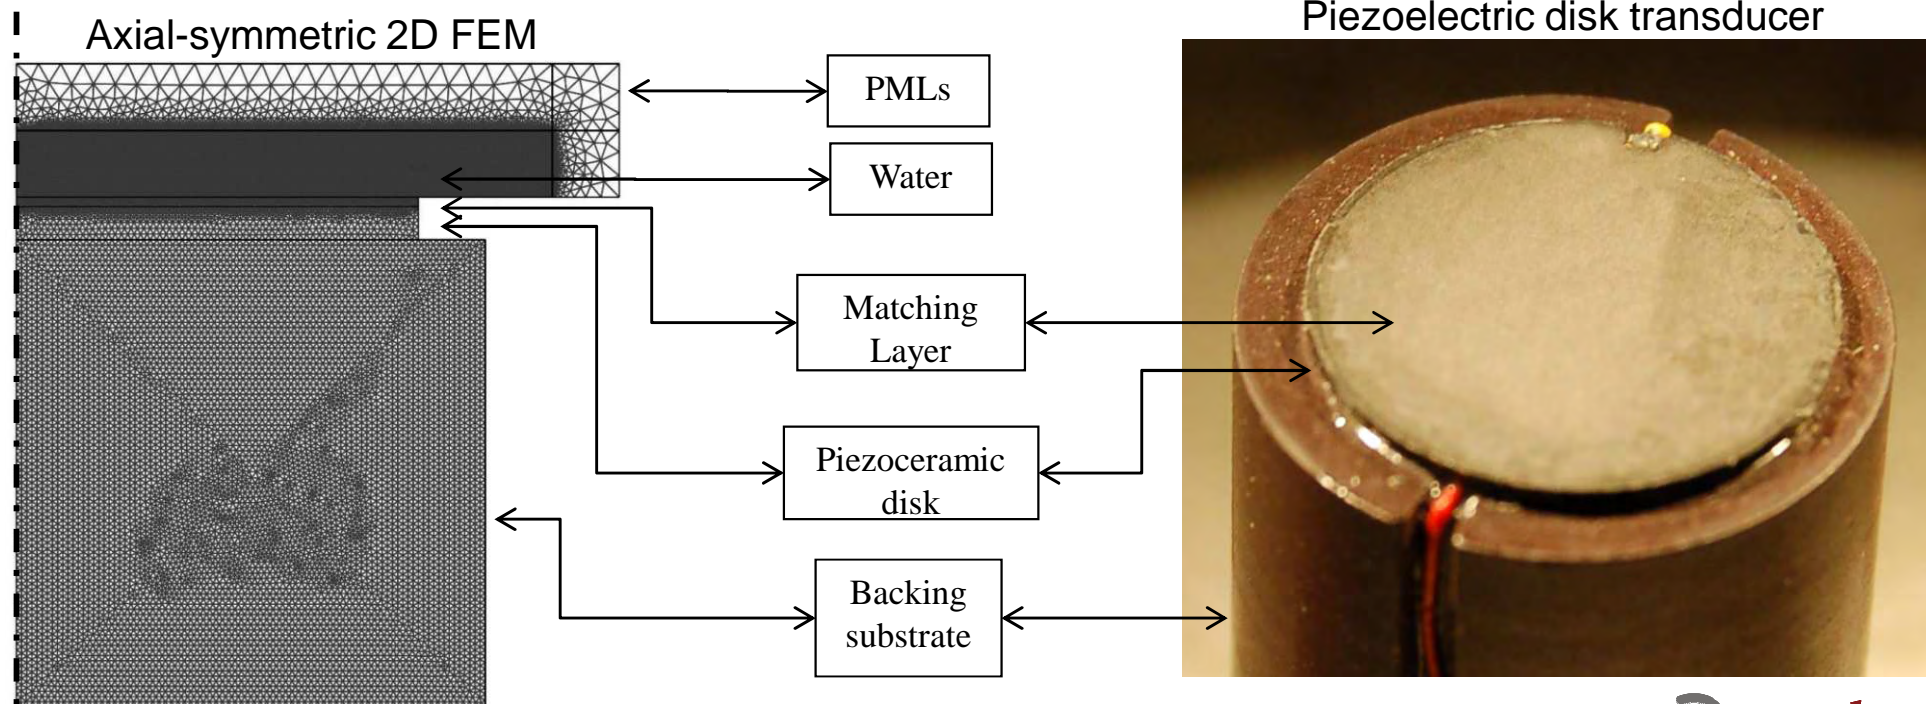 Axial-symmetric 2D FEM
Piezoelectric disk transducer
PMLs
Water
Matching
Layer
Piezoceramic
disk
Backing
substrate